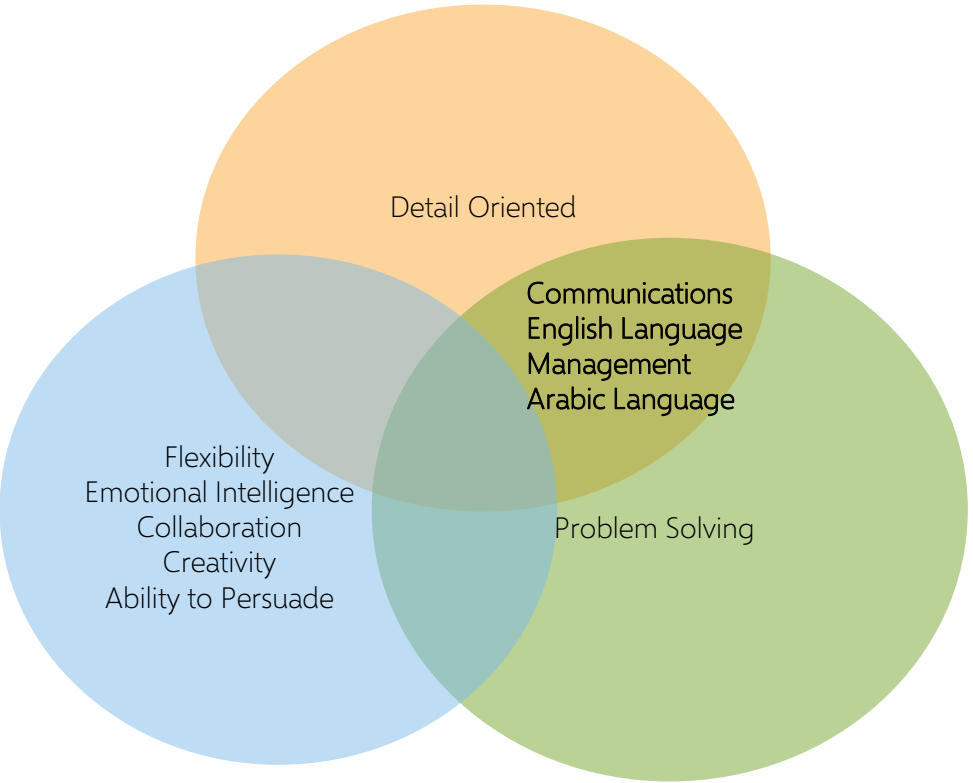 Detail Oriented
Communications
English Language
Management
Arabic Language
Flexibility
Emotional Intelligence
Collaboration
Creativity
Ability to Persuade
Problem Solving